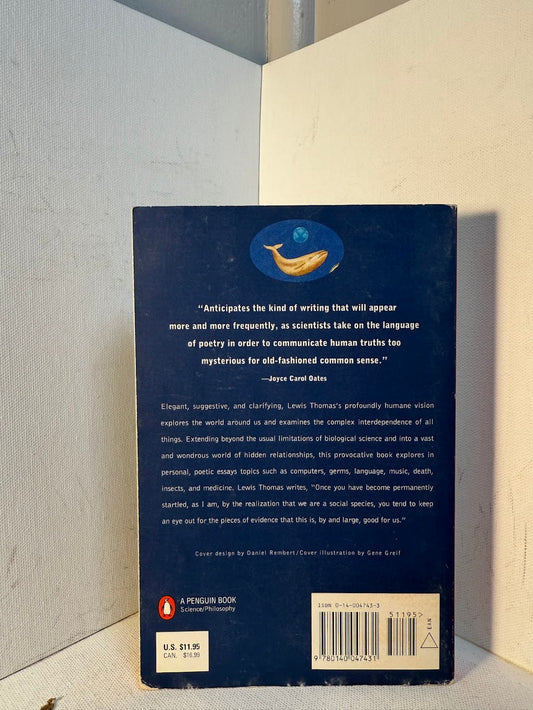 “Anticipates the kind of writing that will appear
more and more frequently, as scientists take on the language
of poetry in order to communicate human truths too
mysterious for old-fashioned common sense.”
—Joyce Carol Oates
Elegant, suggestive, and clarifying, Lewis Thomas's profoundly humane vision
explores the world around us and examines the complex interdependence of all
things. Extending beyond the usual limitations of biological science and into a vast
and wondrous world of hidden relationships, this provocative book explores in
personal, poetic essays topics such as computers, germs, language, music, death,
insects, and medicine. Lewis Thomas writes, “Once you have become permanently
startled, as I am, by the realization that we are a social species, you tend to keep
an eye out for the pieces of evidence that this is, by and large, good for us.”
Cover design by Daniel Rembert/Cover illustration by Gene Greif
A PENGUIN BOOK
Science/Philosophy
U.S. $11.95
CAN. $16.99
ISBN 0-14-004743-3
51195>
EAN
9 780140 047431